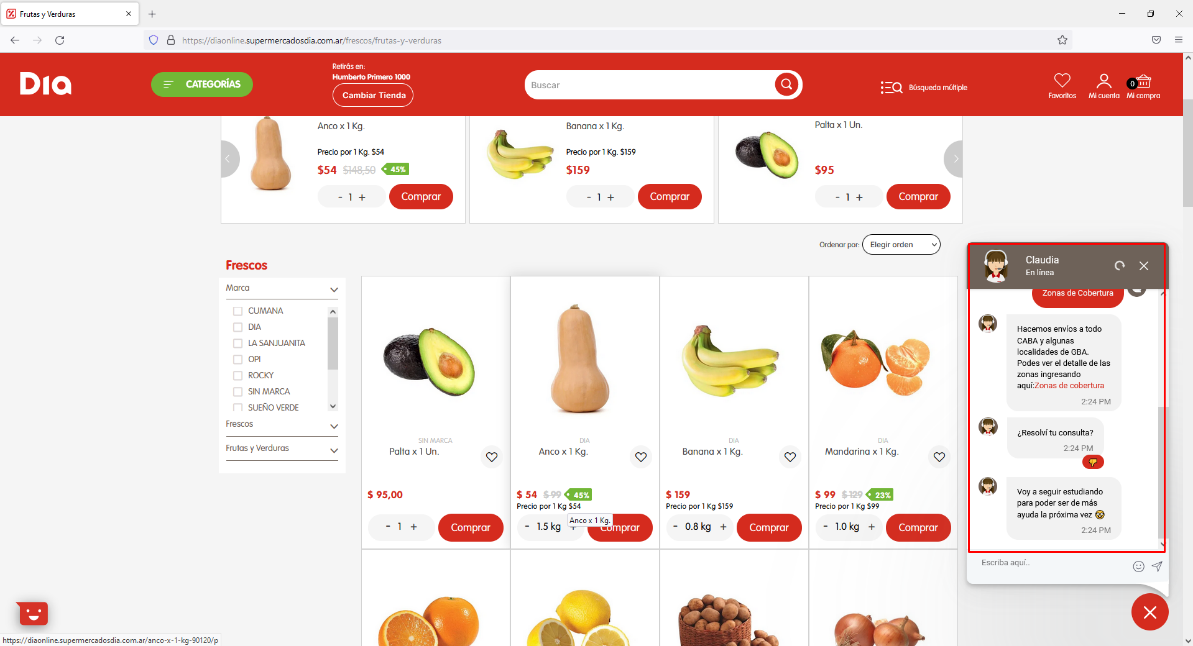 Frutas y Verduras
https://diaonline.supermercadosdia.com.ar/frescos/frutas-y-verduras
Dia
CATEGORÍAS
Retirás en:
Humberto Primero 1000
Cambiar Tienda
Buscar
Búsqueda múltiple
Favoritos
Mi cuenta
0
Mi compra
Anco x 1 Kg.
Precio por 1 Kg. $54
$54 $148,50 45%
- 1 +
Comprar
Banana x 1 Kg.
Precio por 1 Kg. $159
$159
- 1 +
Comprar
Palta x 1 Un.
$95
- 1 +
Comprar
Ordenar por:
Elegir orden
Frescos
Marca
CUMANA
DIA
LA SANJUANITA
OPI
ROCKY
SIN MARCA
SUEÑO VERDE
Frescos
Frutas y Verduras
SIN MARCA
Palta x 1 Un.
$ 95,00
- 1 +
Comprar
DIA
Anco x 1 Kg.
$ 54 $ 99 45%
Precio por 1 Kg $54
- 1.5 kg +
Comprar
Anco x 1 Kg.
DIA
Banana x 1 Kg.
$ 159
Precio por 1 Kg $159
- 0.8 kg +
Comprar
DIA
Mandarina x 1 Kg.
$ 99 $ 129 23%
Precio por 1 Kg $99
- 1.0 kg +
Comprar
Claudia
En línea
Zonas de Cobertura
Hacemos envíos a todo
CABA y algunas
localidades de GBA.
Podes ver el detalle de las
zonas ingresando
aquí:Zonas de cobertura
2:24 PM
¿Resolví tu consulta?
2:24 PM
👎
Voy a seguir estudiando
para poder ser de más
ayuda la próxima vez 🤓
2:24 PM
Escriba aquí..
https://diaonline.supermercadosdia.com.ar/anco-x-1-kg-90120/p